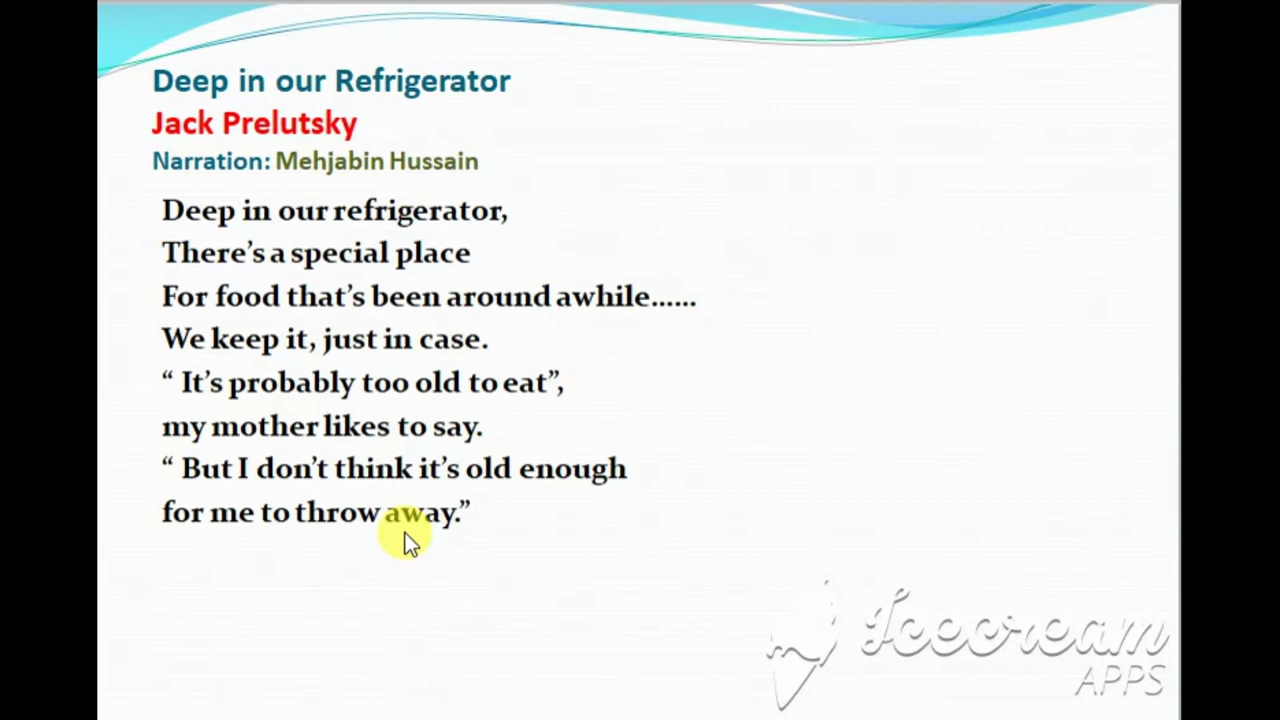 Deep in our Refrigerator
Jack Prelutsky
Narration: Mehjabin Hussain
Deep in our refrigerator,
There’s a special place
For food that’s been around awhile......
We keep it, just in case.
“ It’s probably too old to eat”,
my mother likes to say.
“ But I don’t think it’s old enough
for me to throw away.”
Icecream
APPS